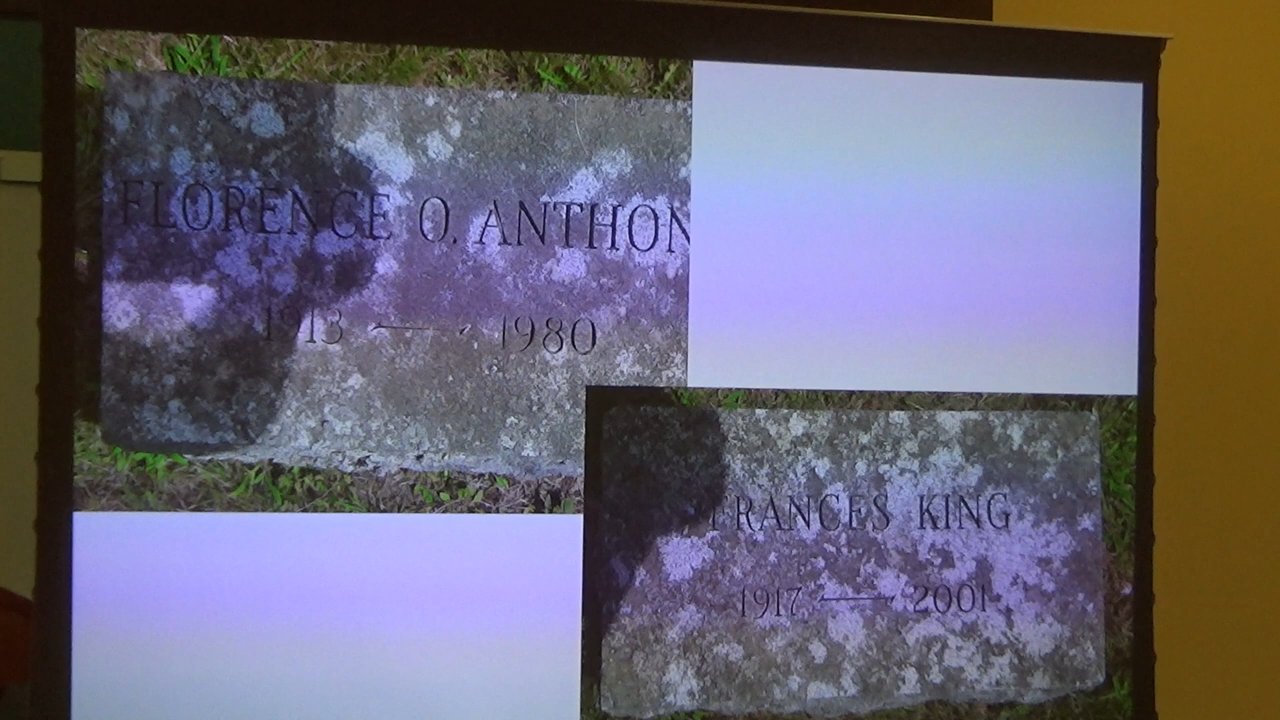 FLORENCE O. ANTHON
1913 — 1980
FRANCES KING
1917 — 2001